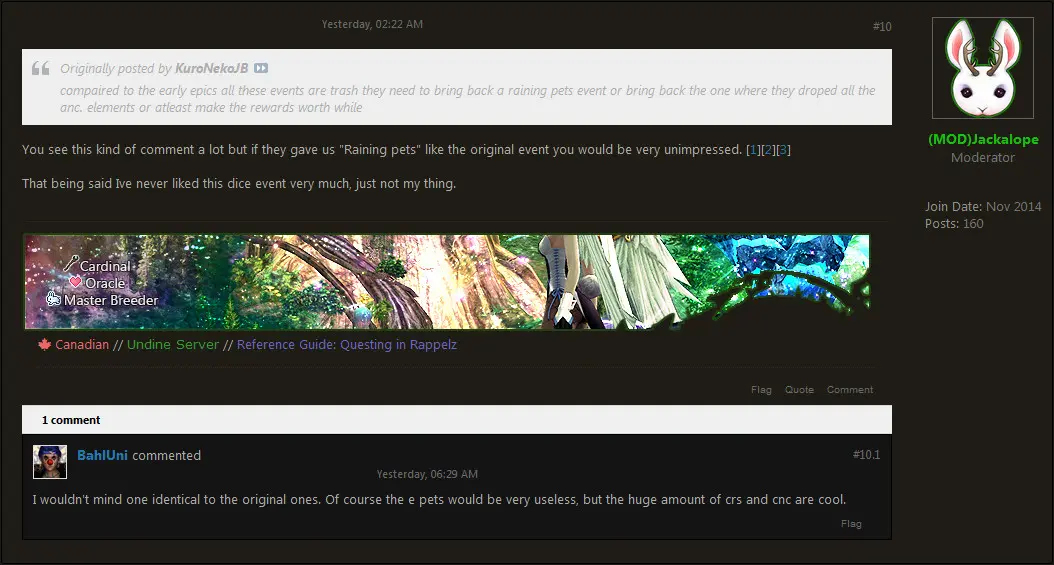 Yesterday, 02:22 AM
#10
Originally posted by KuroNekoJB
compaired to the early epics all these events are trash they need to bring back a raining pets event or bring back the one where they droped all the
anc. elements or atleast make the rewards worth while
You see this kind of comment a lot but if they gave us "Raining pets" like the original event you would be very unimpressed. [1][2][3]
That being said Ive never liked this dice event very much, just not my thing.
(MOD)Jackalope
Moderator
Join Date: Nov 2014
Posts: 160
Cardinal
Oracle
Master Breeder
Canadian // Undine Server // Reference Guide: Questing in Rappelz
Flag Quote Comment
1 comment
BahlUni commented
#10.1
Yesterday, 06:29 AM
I wouldn't mind one identical to the original ones. Of course the e pets would be very useless, but the huge amount of crs and cnc are cool.
Flag